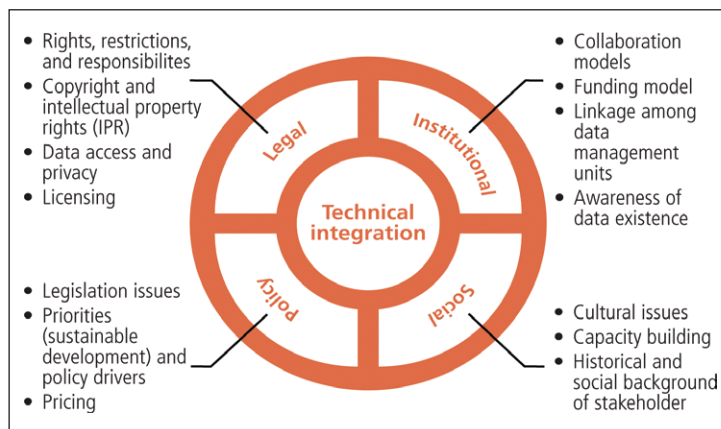 • Rights, restrictions,
and responsibilites
• Copyright and
intellectual property
rights (IPR)
• Data access and
privacy
• Licensing
• Collaboration
models
• Funding model
• Linkage among
data
management
units
• Awareness of
data existence
Legal
Institutional
Technical
integration
Policy
Social
• Legislation issues
• Priorities
(sustainable
development) and
policy drivers
• Pricing
• Cultural issues
• Capacity building
• Historical and
social background
of stakeholder